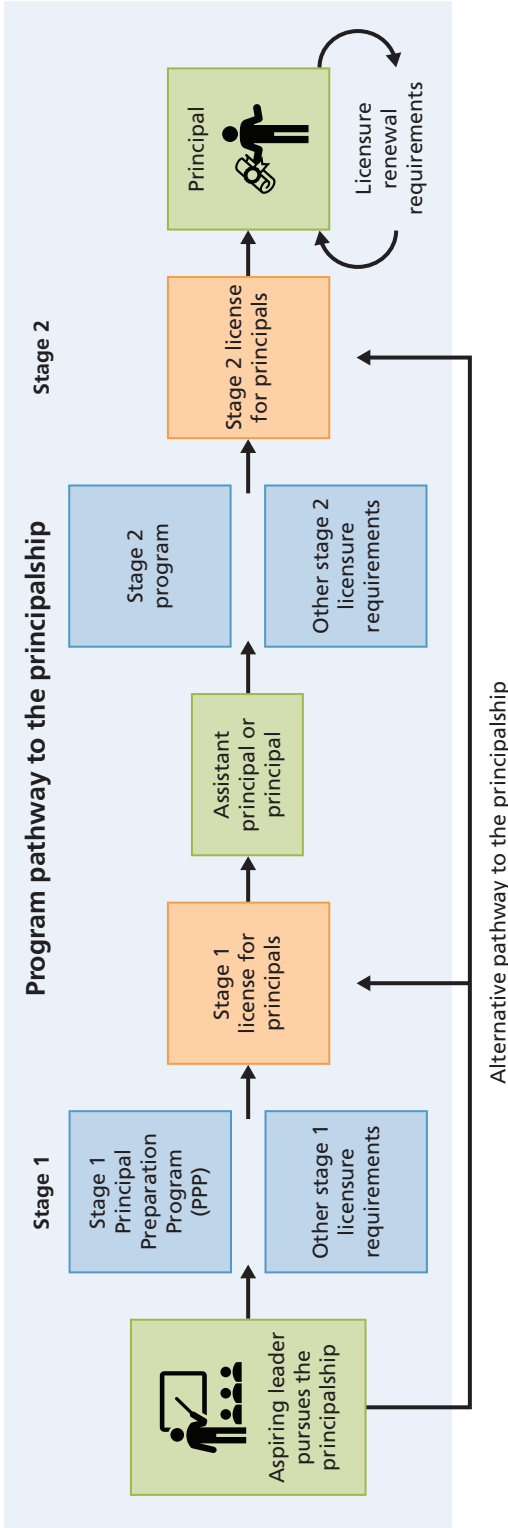 Program pathway to the principalship
Stage 1
Stage 2
Aspiring leader
pursues the
principalship
Stage 1
Principal
Preparation
Program
(PPP)
Other stage 1
licensure
requirements
Stage 1
license for
principals
Assistant
principal or
principal
Stage 2
program
Other stage 2
licensure
requirements
Stage 2 license
for principals
Principal
Licensure
renewal
requirements
Alternative pathway to the principalship